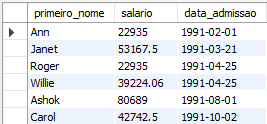 primeiro_nome salario data_admissao
Ann 22935 1991-02-01
Janet 53167.5 1991-03-21
Roger 22935 1991-04-25
Willie 39224.06 1991-04-25
Ashok 80689 1991-08-01
Carol 42742.5 1991-10-02